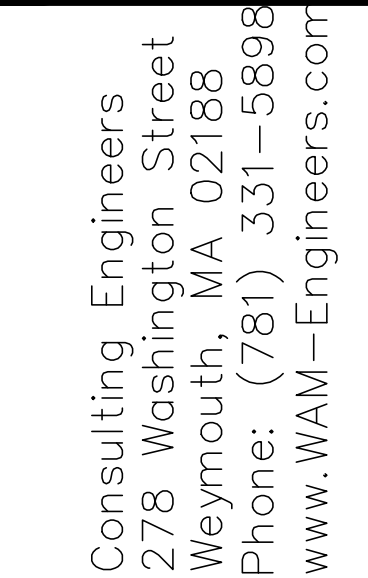 Consulting Engineers
278 Washington Street
Weymouth, MA 02188
Phone: (781) 331-5898
www.WAM-Engineers.com